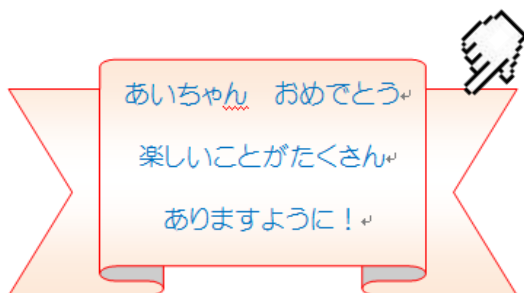 あいちゃん　おめでとう
楽しいことがたくさん
ありますように！